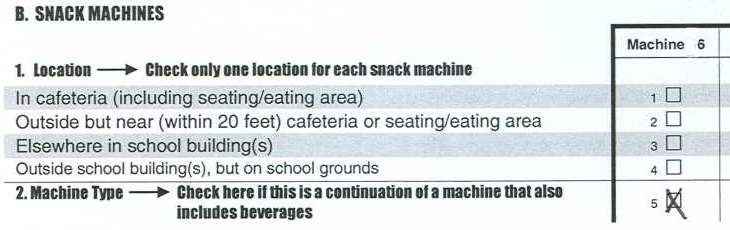 B. SNACK MACHINES
Machine 6
1. Location → Check only one location for each snack machine
In cafeteria (including seating/eating area) 1 ☐
Outside but near (within 20 feet) cafeteria or seating/eating area 2 ☐
Elsewhere in school building(s) 3 ☐
Outside school building(s), but on school grounds 4 ☐
2. Machine Type → Check here if this is a continuation of a machine that also
includes beverages 5 ☒